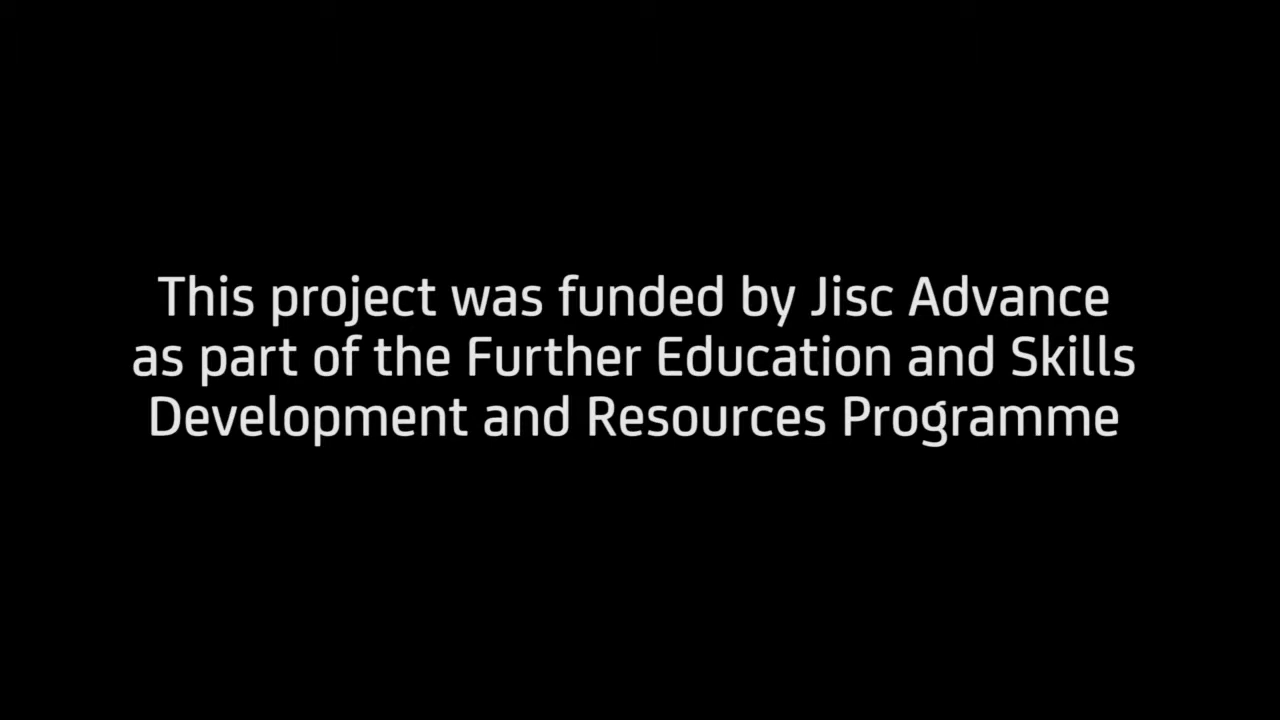 This project was funded by Jisc Advance
as part of the Further Education and Skills
Development and Resources Programme